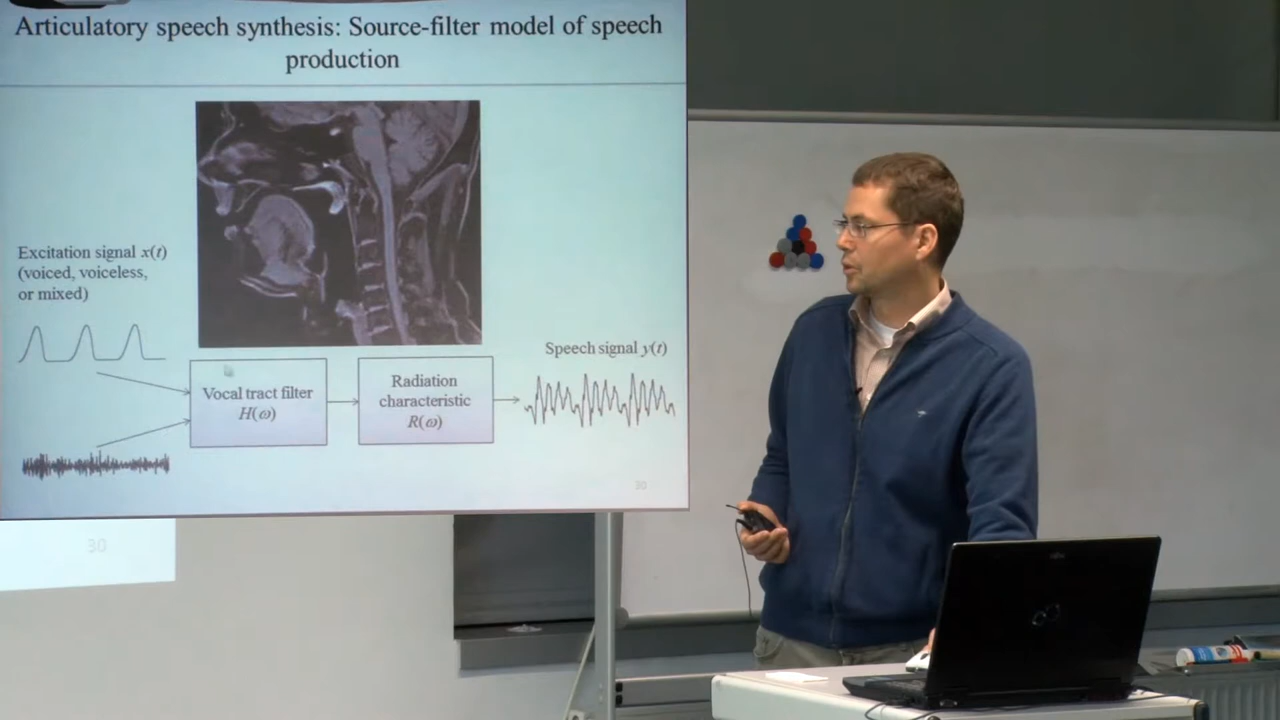 Articulatory speech synthesis: Source-filter model of speech
production
Excitation signal x(t)
(voiced, voiceless,
or mixed)
Vocal tract filter
H(ω)
Radiation
characteristic
R(ω)
Speech signal y(t)
30
30